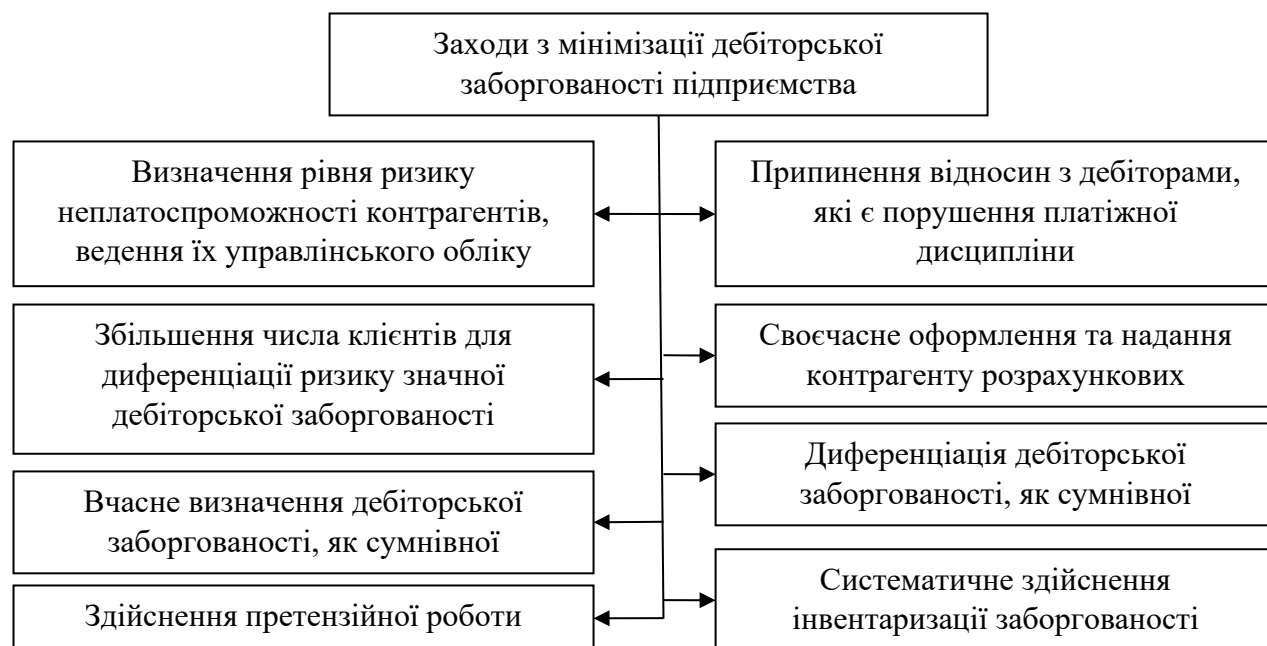 Заходи з мінімізації дебіторської
заборгованості підприємства
Визначення рівня ризику
неплатоспроможності контрагентів,
ведення їх управлінського обліку
Припинення відносин з дебіторами,
які є порушення платіжної
дисципліни
Збільшення числа клієнтів для
диференціації ризику значної
дебіторської заборгованості
Своєчасне оформлення та надання
контрагенту розрахункових
Вчасне визначення дебіторської
заборгованості, як сумнівної
Диференціація дебіторської
заборгованості, як сумнівної
Здійснення претензійної роботи
Систематичне здійснення
інвентаризації заборгованості